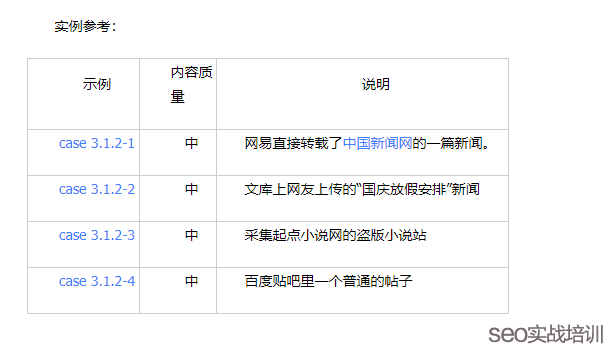 实例参考：
示例 内容质量 说明
case 3.1.2-1 中 网易直接转载了中国新闻网的一篇新闻。
case 3.1.2-2 中 文库上网友上传的“国庆放假安排”新闻
case 3.1.2-3 中 采集起点小说网的盗版小说站
case 3.1.2-4 中 百度贴吧里一个普通的帖子
seo实战培训